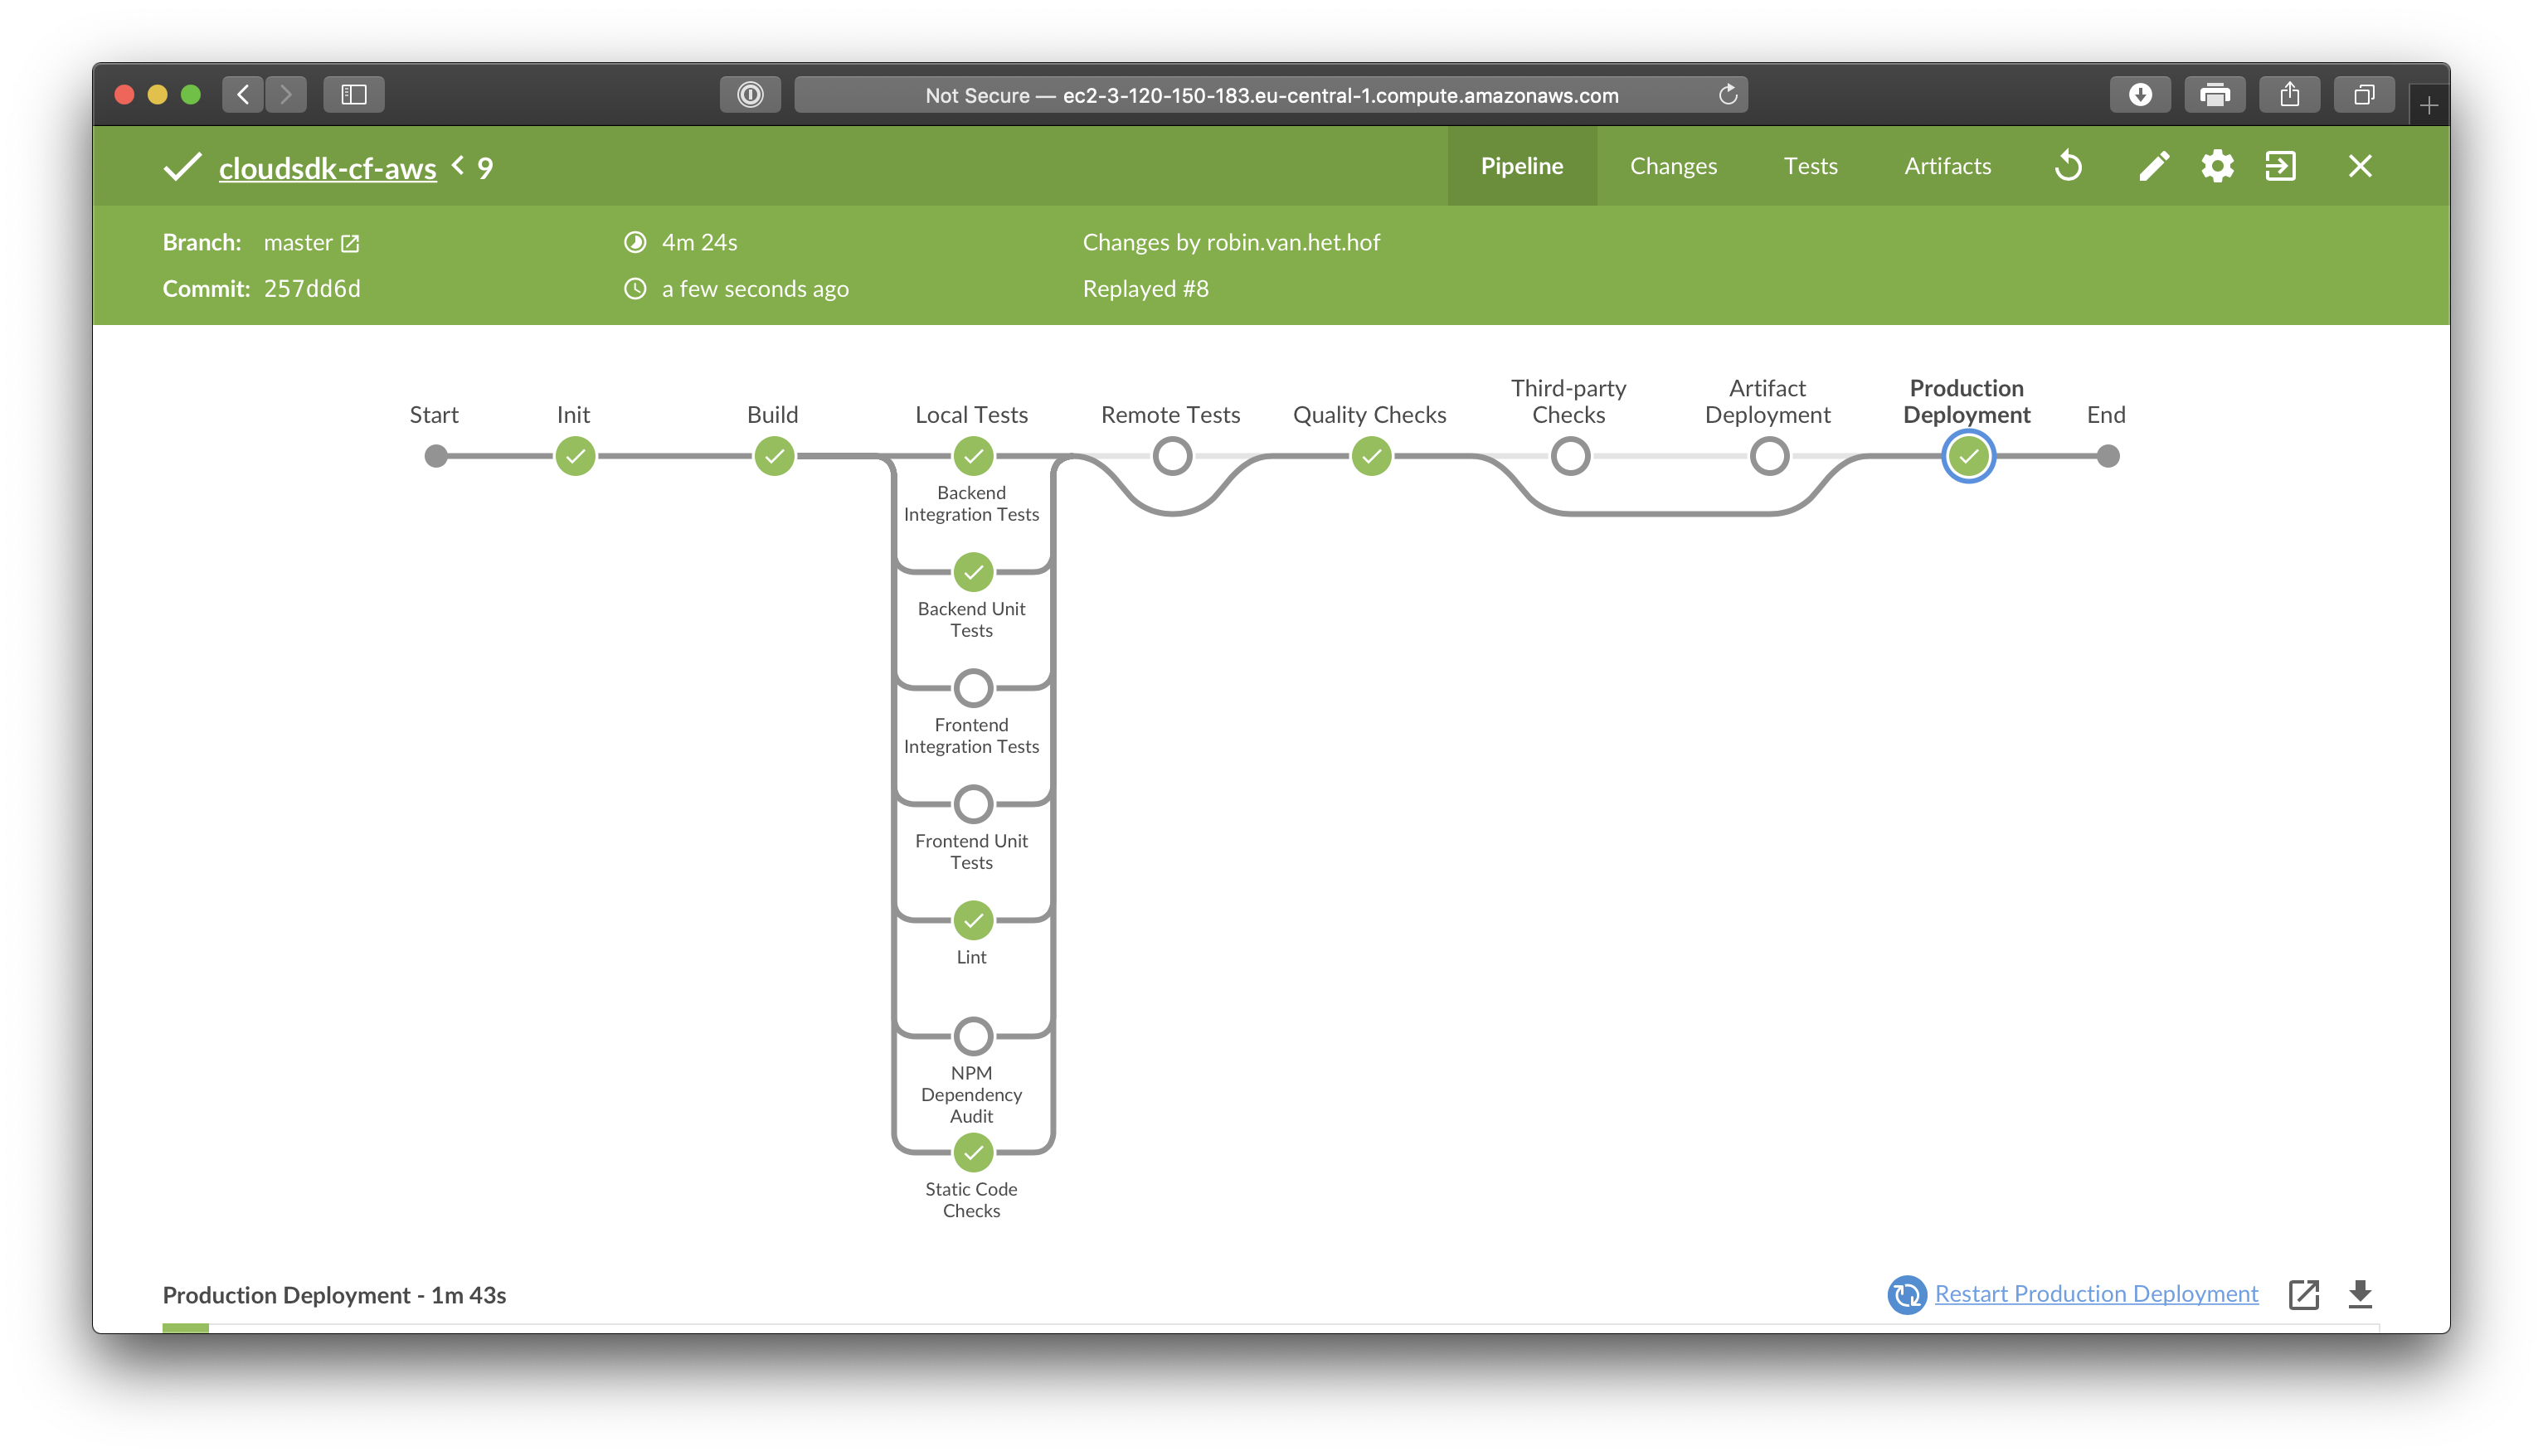 Not Secure — ec2-3-120-150-183.eu-central-1.compute.amazonaws.com
cloudsdk-cf-aws < 9
Pipeline
Changes
Tests
Artifacts
Branch: master
4m 24s
Changes by robin.van.het.hof
Commit: 257dd6d
a few seconds ago
Replayed #8
Start
Init
Build
Local Tests
Remote Tests
Quality Checks
Third-party
Checks
Artifact
Deployment
Production
Deployment
End
Backend
Integration Tests
Backend Unit
Tests
Frontend
Integration Tests
Frontend Unit
Tests
Lint
NPM
Dependency
Audit
Static Code
Checks
Production Deployment - 1m 43s
Restart Production Deployment